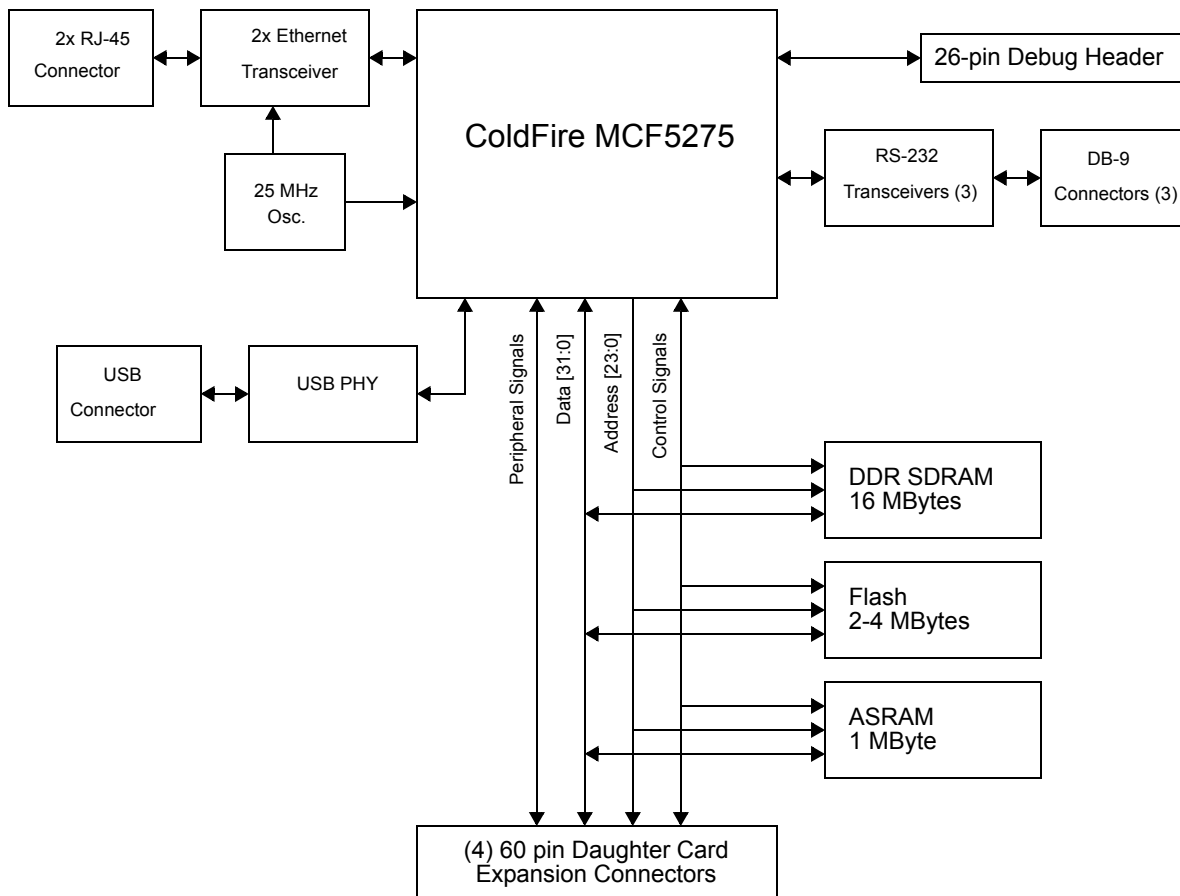 2x RJ-45
Connector
2x Ethernet
Transceiver
ColdFire MCF5275
26-pin Debug Header
RS-232
Transceivers (3)
DB-9
Connectors (3)
25 MHz
Osc.
USB
Connector
USB PHY
Peripheral Signals
Data [31:0]
Address [23:0]
Control Signals
DDR SDRAM
16 MBytes
Flash
2-4 MBytes
ASRAM
1 MByte
(4) 60 pin Daughter Card
Expansion Connectors